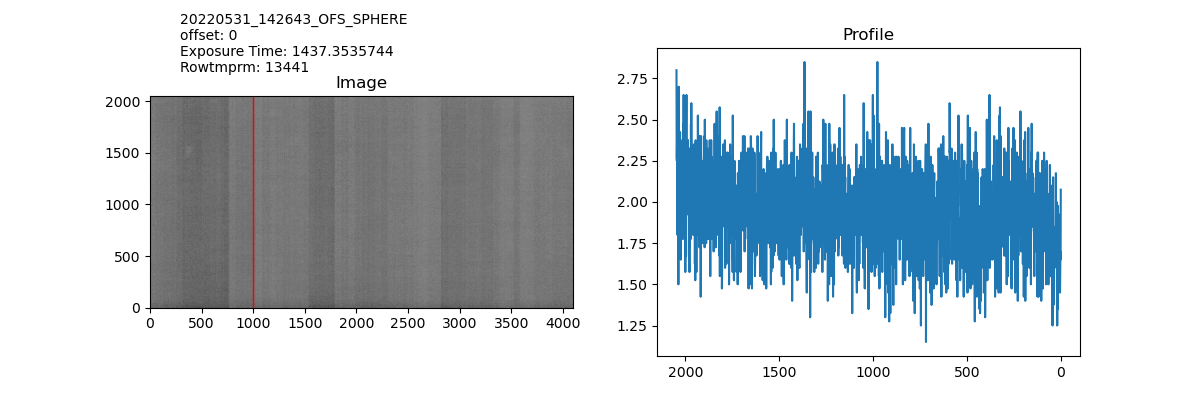 20220531_142643_OFS_SPHERE
offset: 0
Exposure Time: 1437.3535744
Rowtmprm: 13441
Image
2000
1500
1000
500
0
0 500 1000 1500 2000 2500 3000 3500 4000
Profile
2.75
2.50
2.25
2.00
1.75
1.50
1.25
2000 1500 1000 500 0